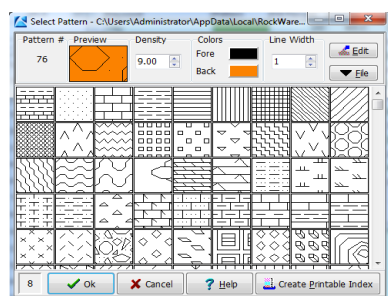 Select Pattern - C:\Users\Administrator\AppData\Local\RockWare...
Pattern # Preview Density Colors Line Width
76 9.00 Fore 1 Edit
Back File
8 Ok Cancel ? Help Create Printable Index